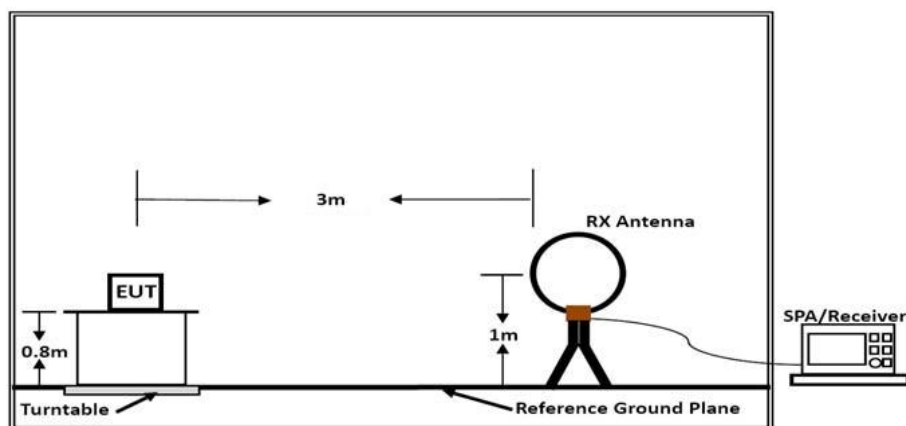 3m
RX Antenna
EUT
SPA/Receiver
0.8m
1m
Turntable
Reference Ground Plane